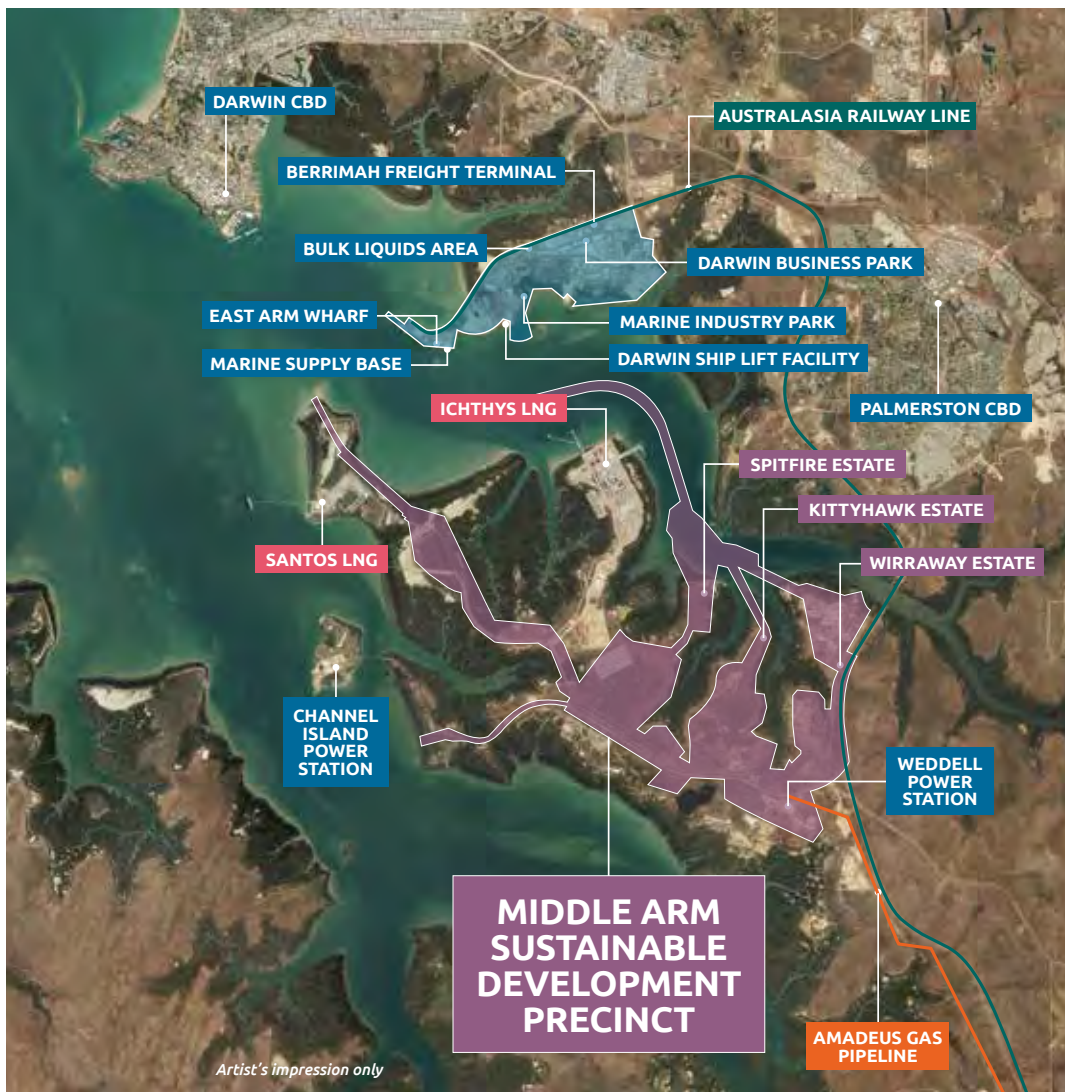 DARWIN CBD
AUSTRALASIA RAILWAY LINE
BERRIMAH FREIGHT TERMINAL
BULK LIQUIDS AREA
DARWIN BUSINESS PARK
EAST ARM WHARF
MARINE INDUSTRY PARK
MARINE SUPPLY BASE
DARWIN SHIP LIFT FACILITY
ICHTHYS LNG
PALMERSTON CBD
SPITFIRE ESTATE
KITTYHAWK ESTATE
SANTOS LNG
WIRRAWAY ESTATE
CHANNEL
ISLAND
POWER
STATION
WEDDELL
POWER
STATION
MIDDLE ARM
SUSTAINABLE
DEVELOPMENT
PRECINCT
AMADEUS GAS
PIPELINE
Artist's impression only